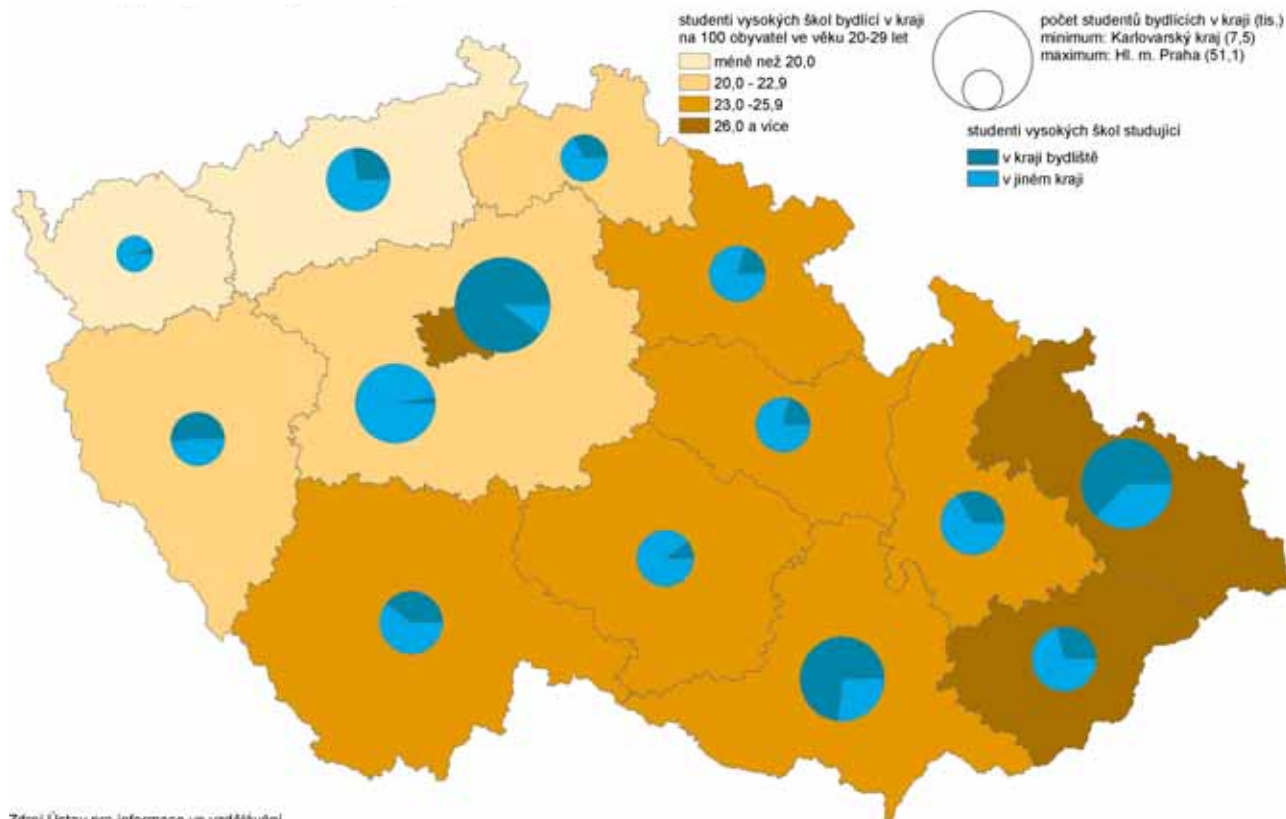 studenti vysokých škol bydlící v kraji
na 100 obyvatel ve věku 20-29 let
méně než 20,0
20,0 - 22,9
23,0 -25,9
26,0 a více
počet studentů bydlících v kraji (tis.)
minimum: Karlovarský kraj (7,5)
maximum: Hl. m. Praha (51,1)
studenti vysokých škol studující
v kraji bydliště
v jiném kraji